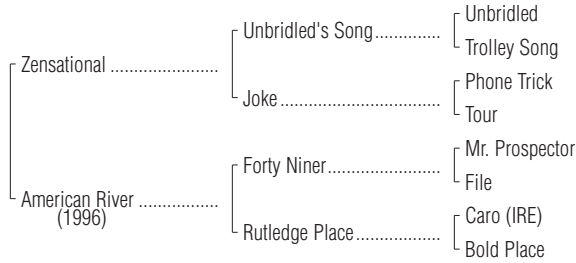 Unbridled
Unbridled's Song..............
Trolley Song
Zensational .......................
Phone Trick
Joke..................................
Tour
Mr. Prospector
Forty Niner........................
File
American River .................
(1996)
Caro (IRE)
Rutledge Place..................
Bold Place